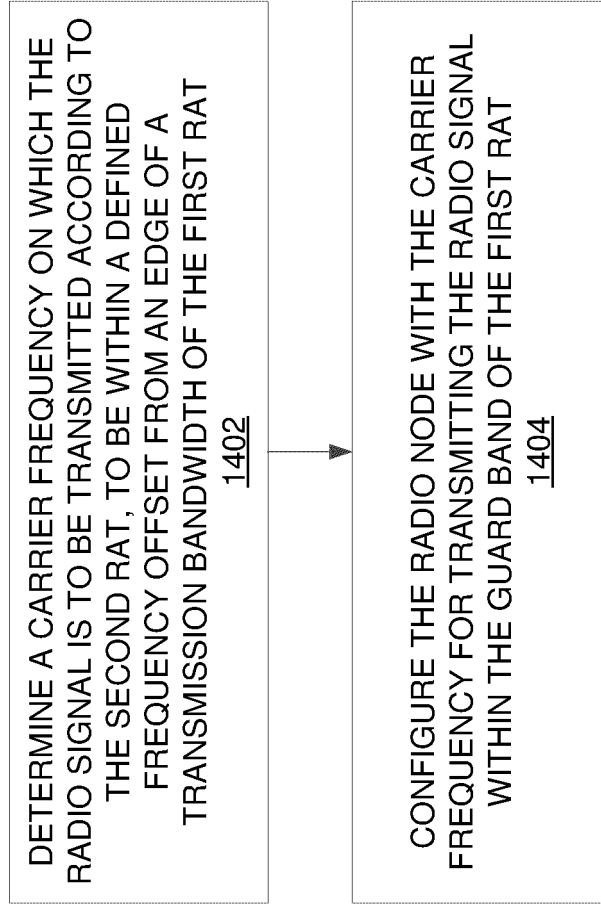 DETERMINE A CARRIER FREQUENCY ON WHICH THE
RADIO SIGNAL IS TO BE TRANSMITTED ACCORDING TO
THE SECOND RAT, TO BE WITHIN A DEFINED
FREQUENCY OFFSET FROM AN EDGE OF A
TRANSMISSION BANDWIDTH OF THE FIRST RAT
1402
CONFIGURE THE RADIO NODE WITH THE CARRIER
FREQUENCY FOR TRANSMITTING THE RADIO SIGNAL
WITHIN THE GUARD BAND OF THE FIRST RAT
1404